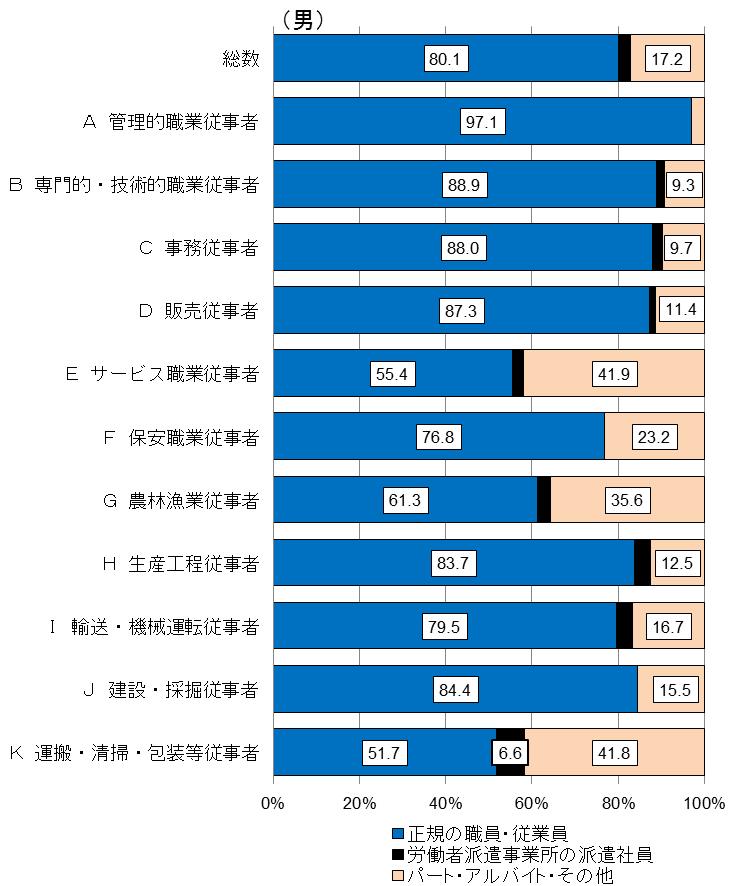 （男）
総数 80.1 17.2
Ａ 管理的職業従事者 97.1
Ｂ 専門的・技術的職業従事者 88.9 9.3
Ｃ 事務従事者 88.0 9.7
Ｄ 販売従事者 87.3 11.4
Ｅ サービス職業従事者 55.4 41.9
Ｆ 保安職業従事者 76.8 23.2
Ｇ 農林漁業従事者 61.3 35.6
Ｈ 生産工程従事者 83.7 12.5
Ｉ 輸送・機械運転従事者 79.5 16.7
Ｊ 建設・採掘従事者 84.4 15.5
Ｋ 運搬・清掃・包装等従事者 51.7 6.6 41.8
0% 20% 40% 60% 80% 100%
正規の職員・従業員
労働者派遣事業所の派遣社員
パート・アルバイト・その他